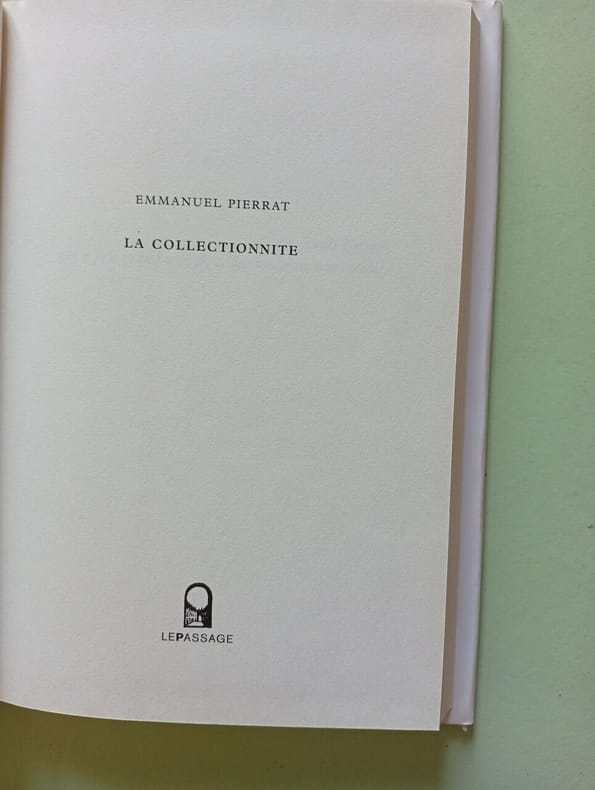 EMMANUEL PIERRAT
LA COLLECTIONNITE
LEPASSAGE